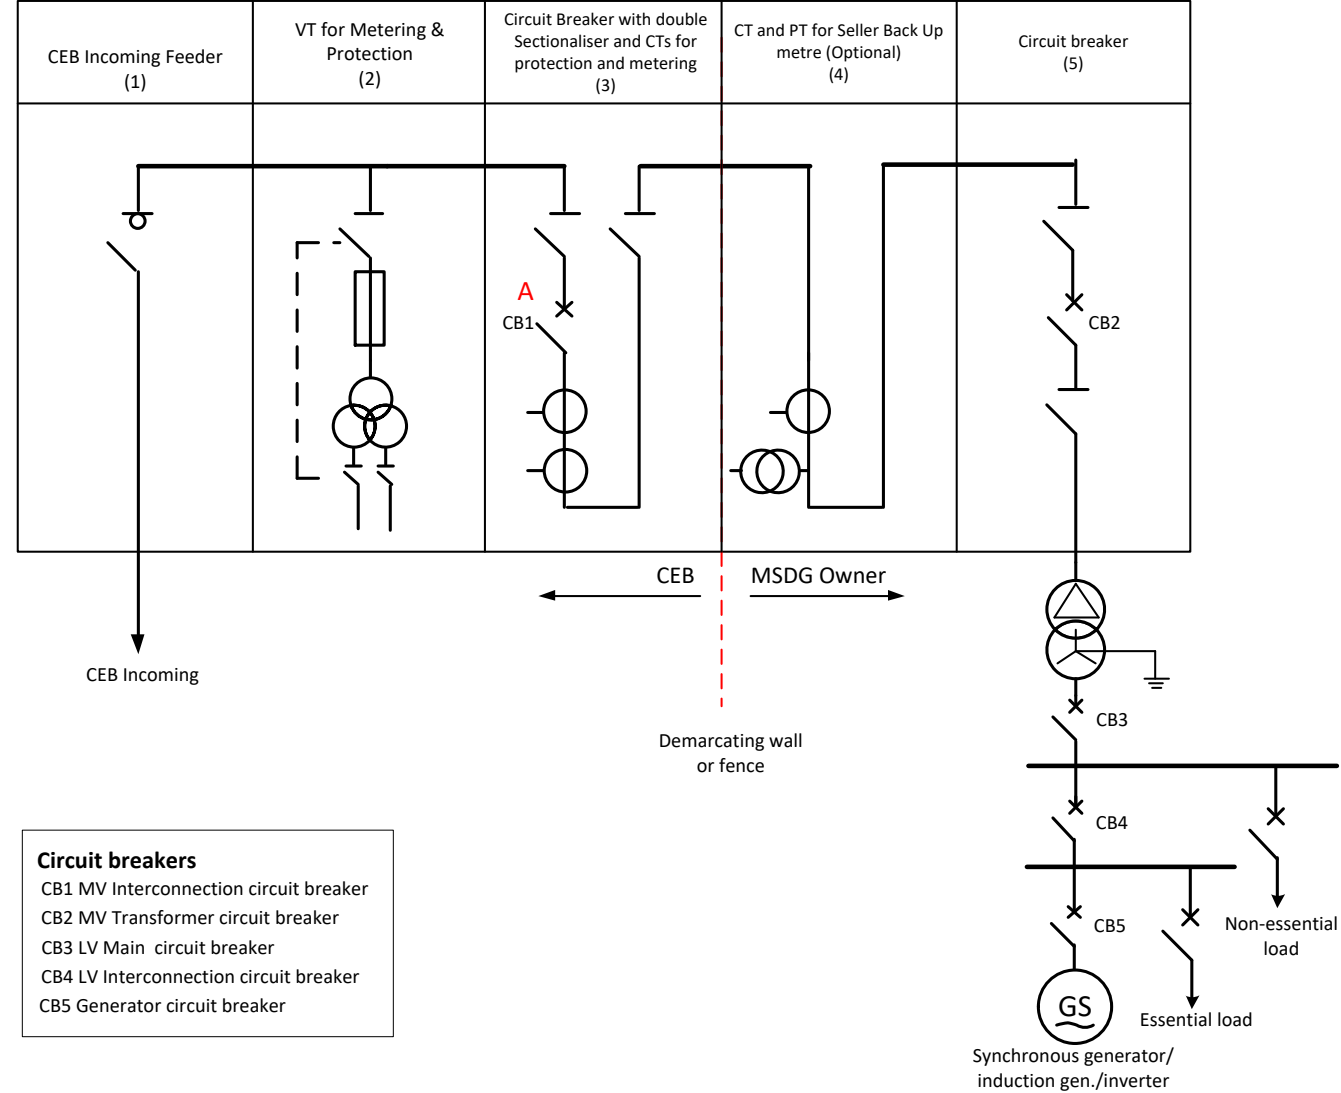 CEB Incoming Feeder
(1)
VT for Metering &
Protection
(2)
Circuit Breaker with double
Sectionaliser and CTs for
protection and metering
(3)
CT and PT for Seller Back Up
metre (Optional)
(4)
Circuit breaker
(5)
A
CB1
CB2
CEB
MSDG Owner
CEB Incoming
Demarcating wall
or fence
CB3
CB4
CB5
Non-essential
load
GS
Essential load
Synchronous generator/
induction gen./inverter
Circuit breakers
CB1 MV Interconnection circuit breaker
CB2 MV Transformer circuit breaker
CB3 LV Main circuit breaker
CB4 LV Interconnection circuit breaker
CB5 Generator circuit breaker